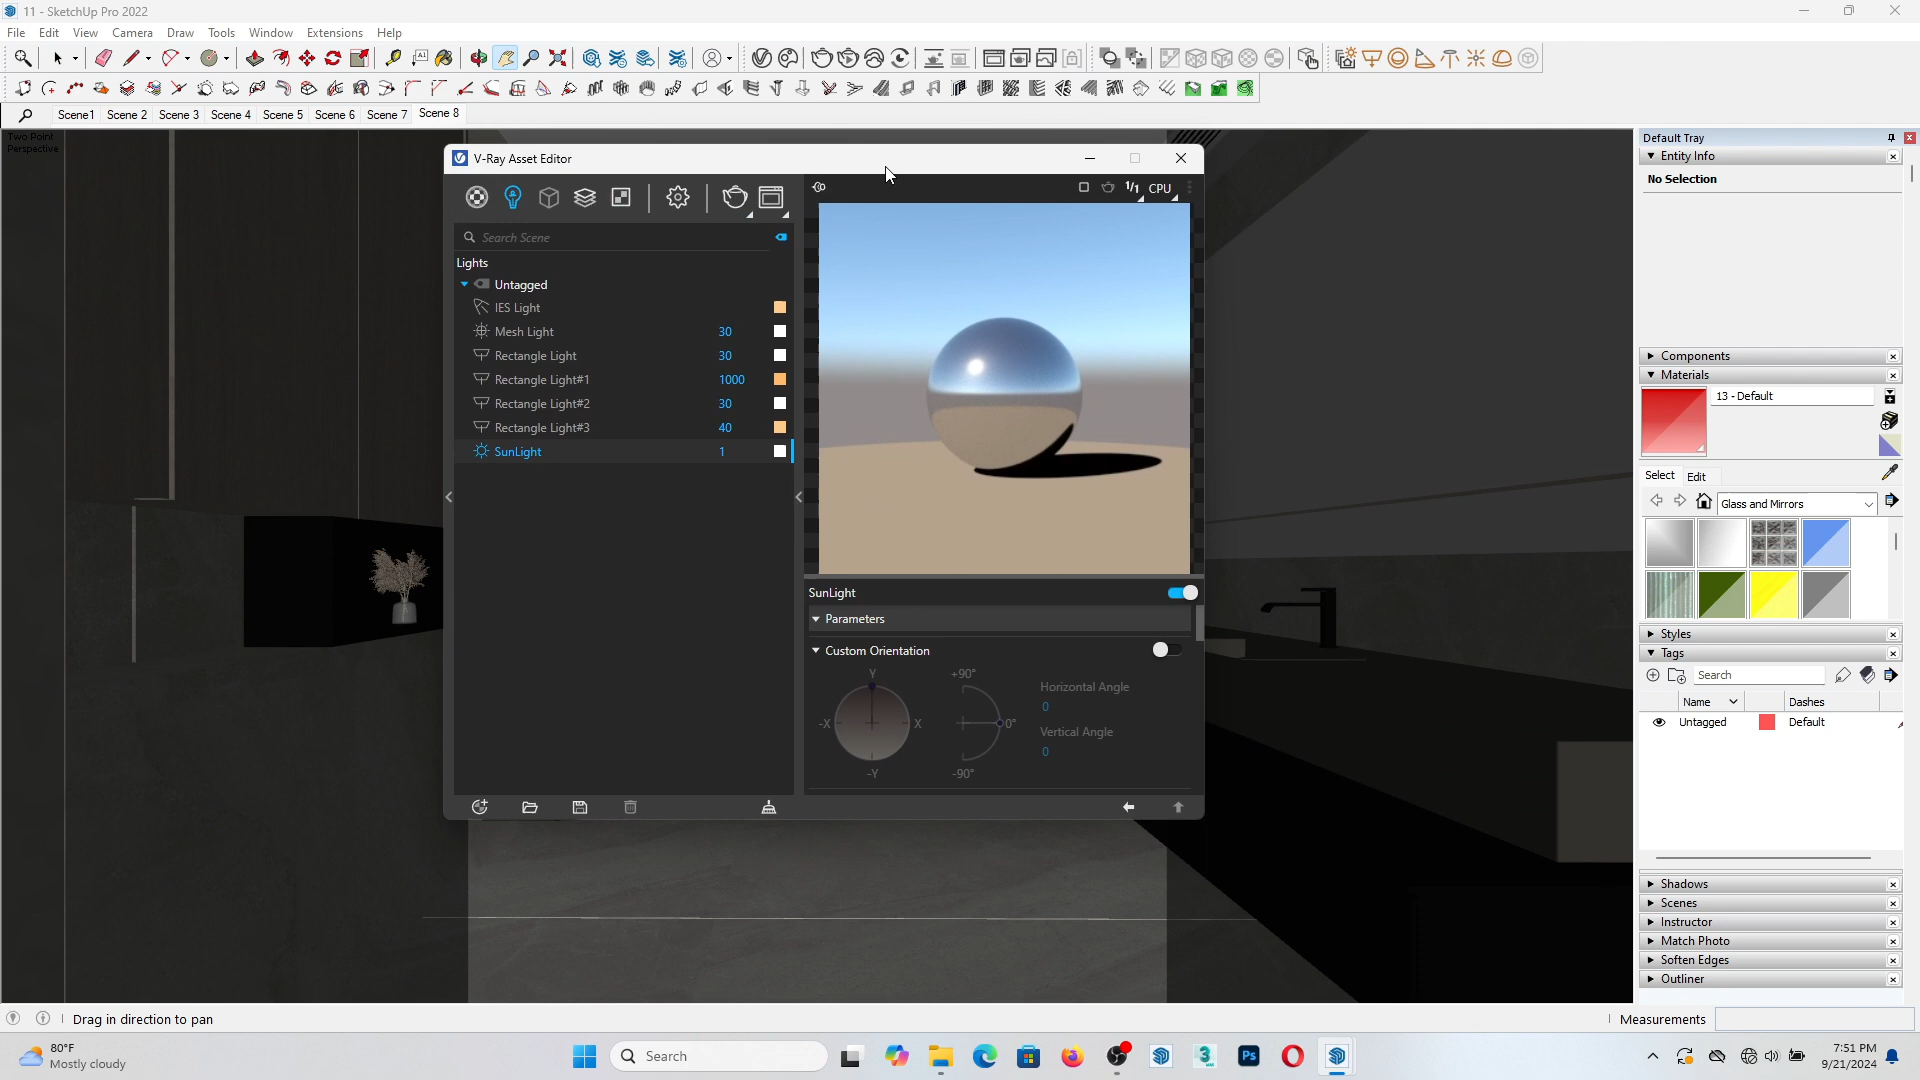 11 - SketchUp Pro 2022
File Edit View Camera Draw Tools Window Extensions Help
Scene1 Scene 2 Scene 3 Scene 4 Scene 5 Scene 6 Scene 7 Scene 8
Two Point
Perspective
V-Ray Asset Editor
1/1 CPU
Search Scene
Lights
Untagged
IES Light
Mesh Light 30
Rectangle Light 30
Rectangle Light#1 1000
Rectangle Light#2 30
Rectangle Light#3 40
SunLight 1
SunLight
Parameters
Custom Orientation
Y
-X X
-Y
+90°
0°
-90°
Horizontal Angle
0
Vertical Angle
0
Default Tray
Entity Info
No Selection
Components
Materials
13 - Default
Select Edit
Glass and Mirrors
Styles
Tags
Search
Name Dashes
Untagged Default
Shadows
Scenes
Instructor
Match Photo
Soften Edges
Outliner
Drag in direction to pan
Measurements
80°F
Mostly cloudy
Search
Ps
7:51 PM
9/21/2024